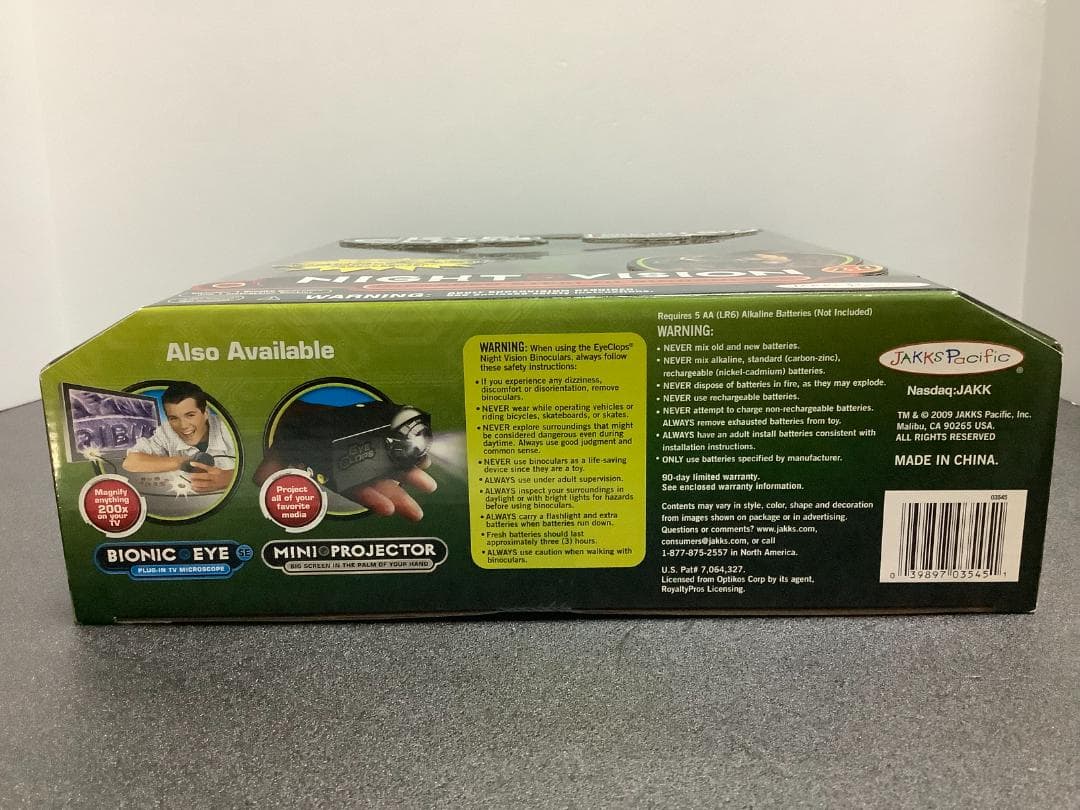 NIGHT VISION
WARNING:
Also Available
Magnify
anything
200x
on your
TV
BIONIC EYE SE
PLUG-IN TV MICROSCOPE
EYE
CLOPS
Project
all of your
favorite
media
MINI PROJECTOR
BIG SCREEN IN THE PALM OF YOUR HAND
WARNING: When using the EyeClops®
Night Vision Binoculars, always follow
these safety instructions:
• If you experience any dizziness,
discomfort or disorientation, remove
binoculars.
• NEVER wear while operating vehicles or
riding bicycles, skateboards, or skates.
• NEVER explore surroundings that might
be considered dangerous even during
daytime. Always use good judgment and
common sense.
• NEVER use binoculars as a life-saving
device since they are a toy.
• ALWAYS use under adult supervision.
• ALWAYS inspect your surroundings in
daylight or with bright lights for hazards
before using binoculars.
• ALWAYS carry a flashlight and extra
batteries when batteries run down.
• Fresh batteries should last
approximately three (3) hours.
• ALWAYS use caution when walking with
binoculars.
Requires 5 AA (LR6) Alkaline Batteries (Not Included)
WARNING:
• NEVER mix old and new batteries.
• NEVER mix alkaline, standard (carbon-zinc),
rechargeable (nickel-cadmium) batteries.
• NEVER dispose of batteries in fire, as they may explode.
• NEVER use rechargeable batteries.
• NEVER attempt to charge non-rechargeable batteries.
ALWAYS remove exhausted batteries from toy.
• ALWAYS have an adult install batteries consistent with
installation instructions.
• ONLY use batteries specified by manufacturer.
90-day limited warranty.
See enclosed warranty information.
Contents may vary in style, color, shape and decoration
from images shown on package or in advertising.
Questions or comments? www.jakks.com,
consumers@jakks.com, or call
1-877-875-2557 in North America.
U.S. Pat# 7,064,327.
Licensed from Optikos Corp by its agent,
RoyaltyPros Licensing.
JAKKS Pacific®
Nasdaq:JAKK
TM & © 2009 JAKKS Pacific, Inc.
Malibu, CA 90265 USA.
ALL RIGHTS RESERVED
MADE IN CHINA.
03545
0 39897 03545 1